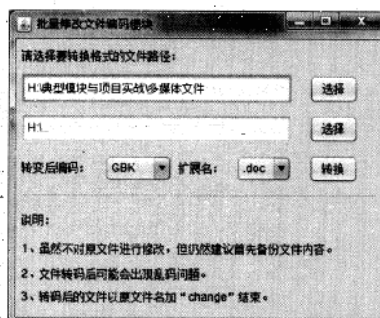 批量修改文件编码模块
请选择要转换格式的文件路径：
H:\典型模块与项目实战\多媒体文件
选择
H:\
选择
转变后编码： GBK 扩展名： .doc 转换
说明：
1、虽然不对原文件进行修改，但仍然建议首先备份文件内容。
2、文件转码后可能会出现乱码问题。
3、转码后的文件以原文件名加“change”结束。